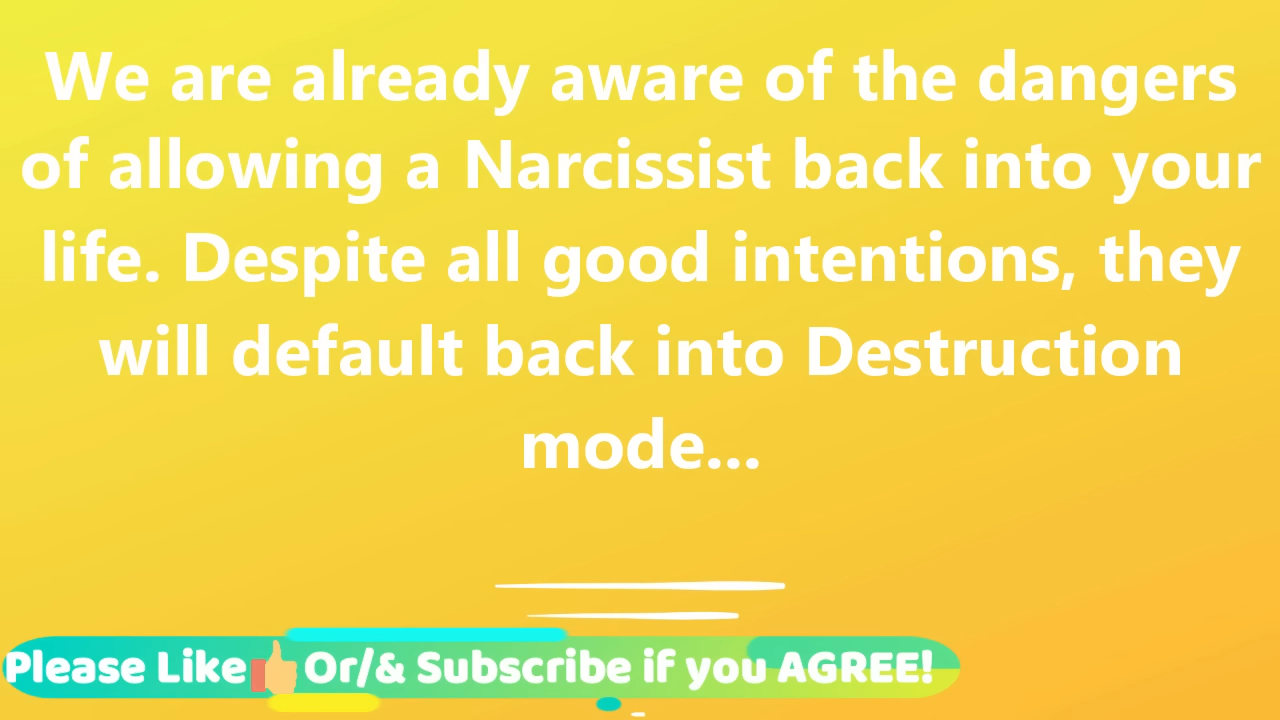 We are already aware of the dangers
of allowing a Narcissist back into your
life. Despite all good intentions, they
will default back into Destruction
mode...
Please Like👍Or/& Subscribe if you AGREE!